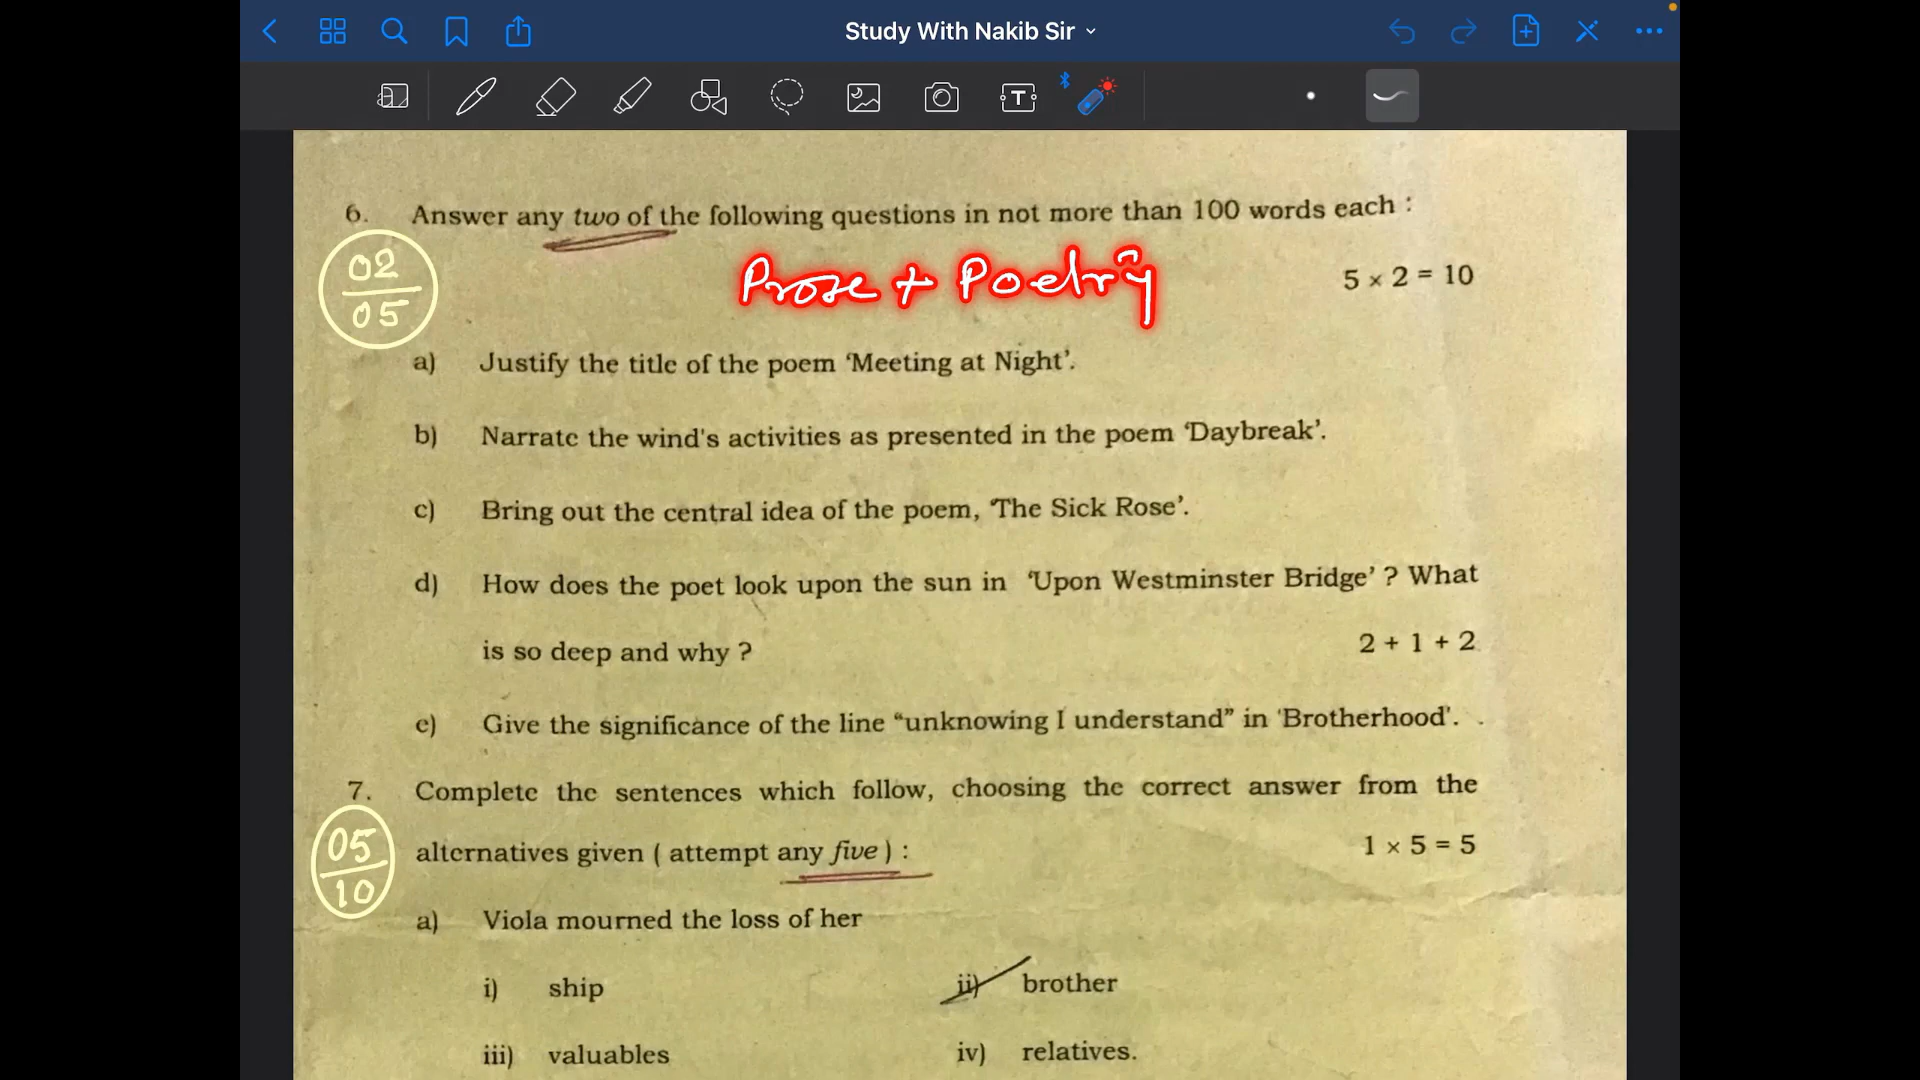 Study With Nakib Sir
6. Answer any two of the following questions in not more than 100 words each :
02
05
Prose + Poetry
5 × 2 = 10
a) Justify the title of the poem ‘Meeting at Night’.
b) Narrate the wind's activities as presented in the poem ‘Daybreak’.
c) Bring out the central idea of the poem, ‘The Sick Rose’.
d) How does the poet look upon the sun in ‘Upon Westminster Bridge’ ? What
is so deep and why ? 2 + 1 + 2
e) Give the significance of the line “unknowing I understand” in 'Brotherhood'.
7. Complete the sentences which follow, choosing the correct answer from the
05
10
alternatives given ( attempt any five ) : 1 × 5 = 5
a) Viola mourned the loss of her
i) ship ii) brother
iii) valuables iv) relatives.